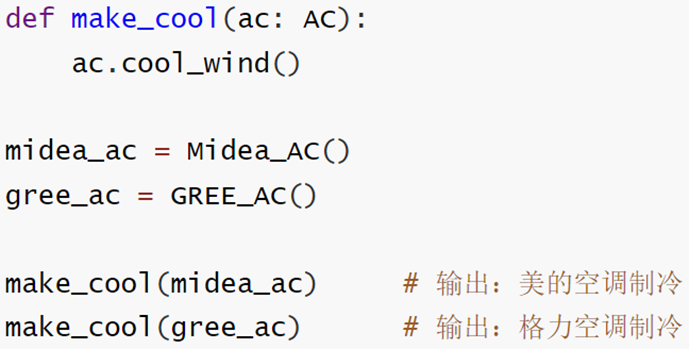 def make_cool(ac: AC):
    ac.cool_wind()
midea_ac = Midea_AC()
gree_ac = GREE_AC()
make_cool(midea_ac)     # 输出：美的空调制冷
make_cool(gree_ac)      # 输出：格力空调制冷